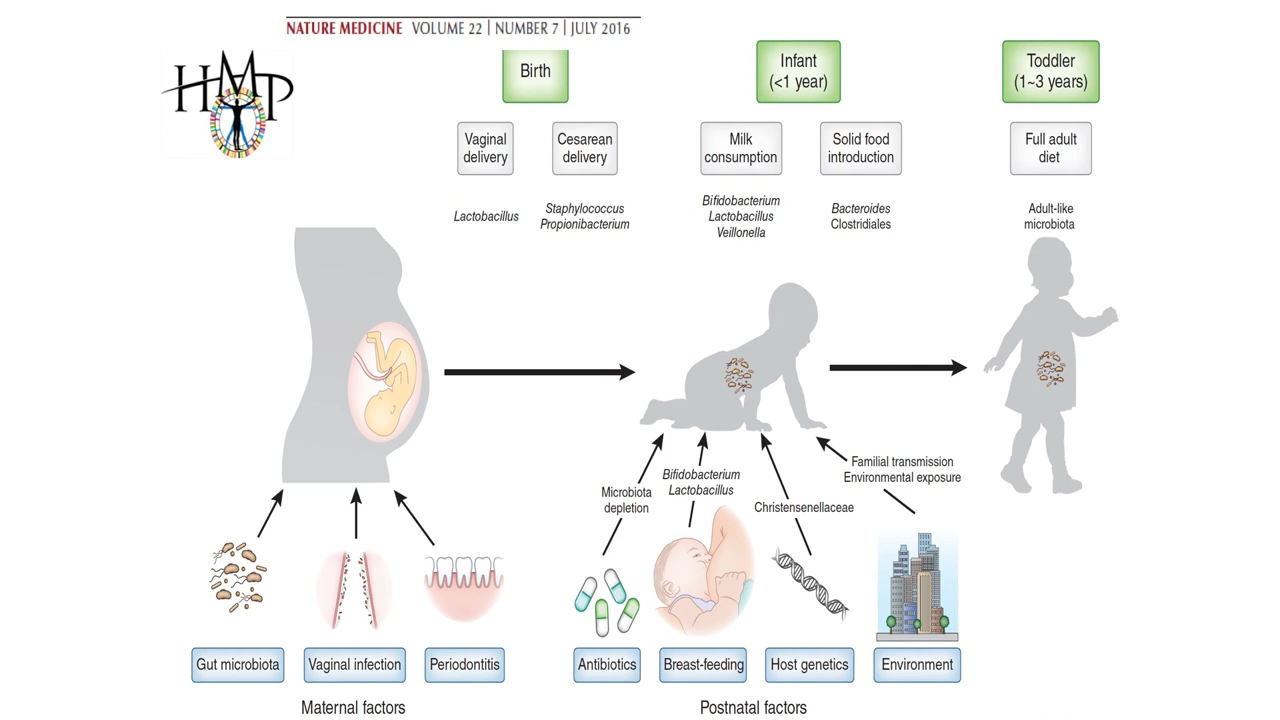 NATURE MEDICINE VOLUME 22 | NUMBER 7 | JULY 2016
HMP
Birth
Infant
(<1 year)
Toddler
(1~3 years)
Vaginal
delivery
Cesarean
delivery
Milk
consumption
Solid food
introduction
Full adult
diet
Lactobacillus
Staphylococcus
Propionibacterium
Bifidobacterium
Lactobacillus
Veillonella
Bacteroides
Clostridiales
Adult-like
microbiota
Microbiota
depletion
Bifidobacterium
Lactobacillus
Christensenellaceae
Familial transmission
Environmental exposure
Gut microbiota
Vaginal infection
Periodontitis
Antibiotics
Breast-feeding
Host genetics
Environment
Maternal factors
Postnatal factors